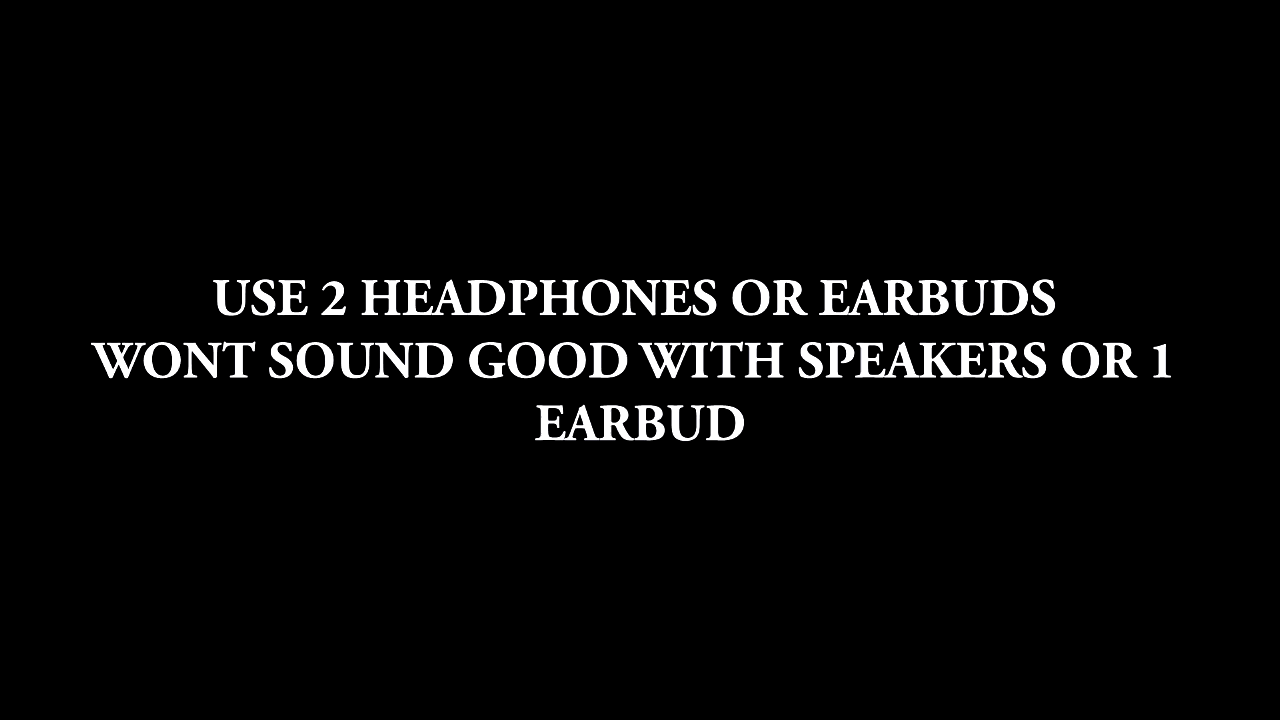 USE 2 HEADPHONES OR EARBUDS
WONT SOUND GOOD WITH SPEAKERS OR 1
EARBUD